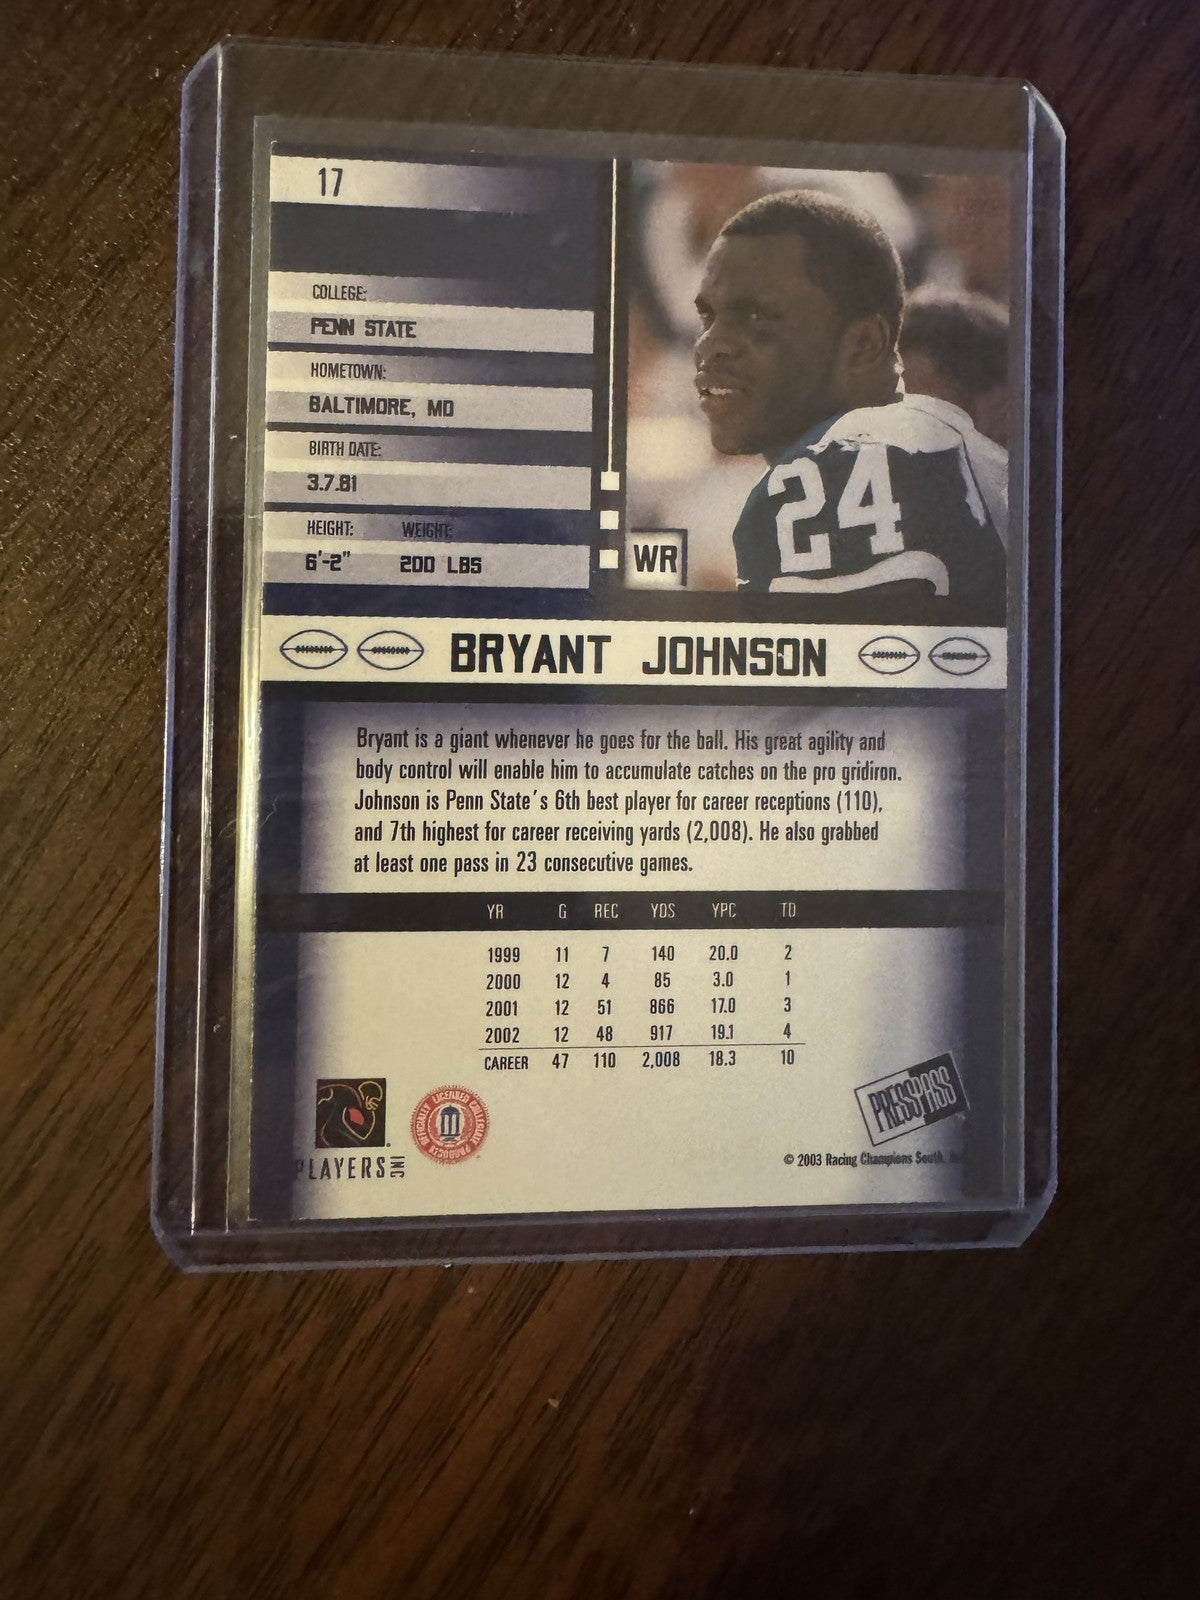 17
COLLEGE:
PENN STATE
HOMETOWN:
BALTIMORE, MD
BIRTH DATE:
3.7.81
HEIGHT: WEIGHT:
6'-2" 200 LBS
24
WR
BRYANT JOHNSON
Bryant is a giant whenever he goes for the ball. His great agility and
body control will enable him to accumulate catches on the pro gridiron.
Johnson is Penn State's 6th best player for career receptions (110),
and 7th highest for career receiving yards (2,008). He also grabbed
at least one pass in 23 consecutive games.
YR G REC YDS YPC TD
1999 11 7 140 20.0 2
2000 12 4 85 3.0 1
2001 12 51 866 17.0 3
2002 12 48 917 19.1 4
CAREER 47 110 2,008 18.3 10
PLAYERS INC
OFFICIALLY LICENSED COLLEGIATE PRODUCTS
PRESS PASS
© 2003 Racing Champions South,